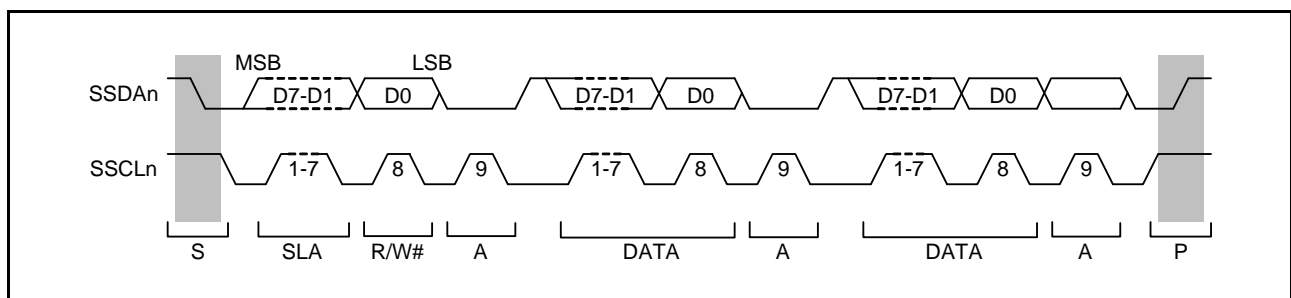 MSB LSB
SSDAn D7-D1 D0 D7-D1 D0 D7-D1 D0
SSCLn 1-7 8 9 1-7 8 9 1-7 8 9
S SLA R/W# A DATA A DATA A P